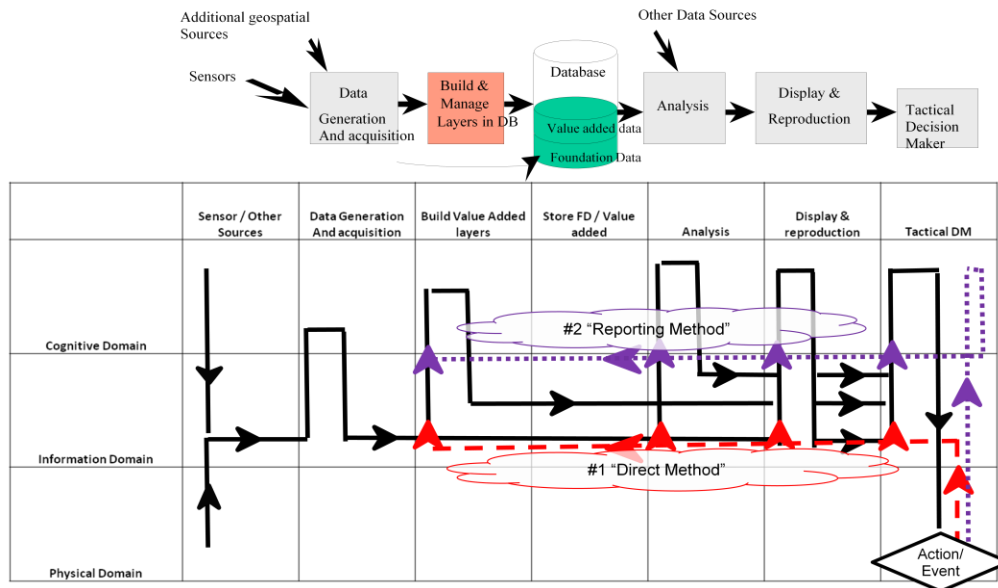 Additional geospatial
Sources
Other Data Sources
Sensors
Data
Generation
And acquisition
Build &
Manage
Layers in DB
Database
Value added data
Foundation Data
Analysis
Display &
Reproduction
Tactical
Decision
Maker
Sensor / Other
Sources
Data Generation
And acquisition
Build Value Added
layers
Store FD / Value
added
Analysis
Display &
reproduction
Tactical DM
#2 “Reporting Method”
Cognitive Domain
Information Domain
#1 “Direct Method”
Action/
Event
Physical Domain